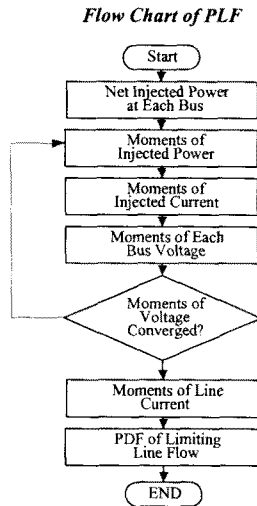 Flow Chart of PLF
Start
Net Injected Power
at Each Bus
Moments of
Injected Power
Moments of
Injected Current
Moments of Each
Bus Voltage
Moments of
Voltage
Converged?
Moments of Line
Current
PDF of Limiting
Line Flow
END